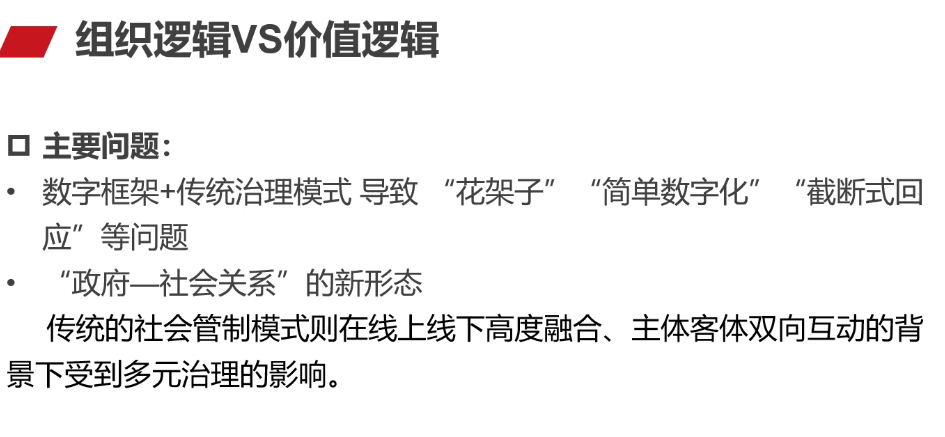 组织逻辑VS价值逻辑
主要问题：
• 数字框架+传统治理模式 导致 “花架子” “简单数字化” “截断式回
应”等问题
• “政府—社会关系”的新形态
传统的社会管制模式则在线上线下高度融合、主体客体双向互动的背
景下受到多元治理的影响。